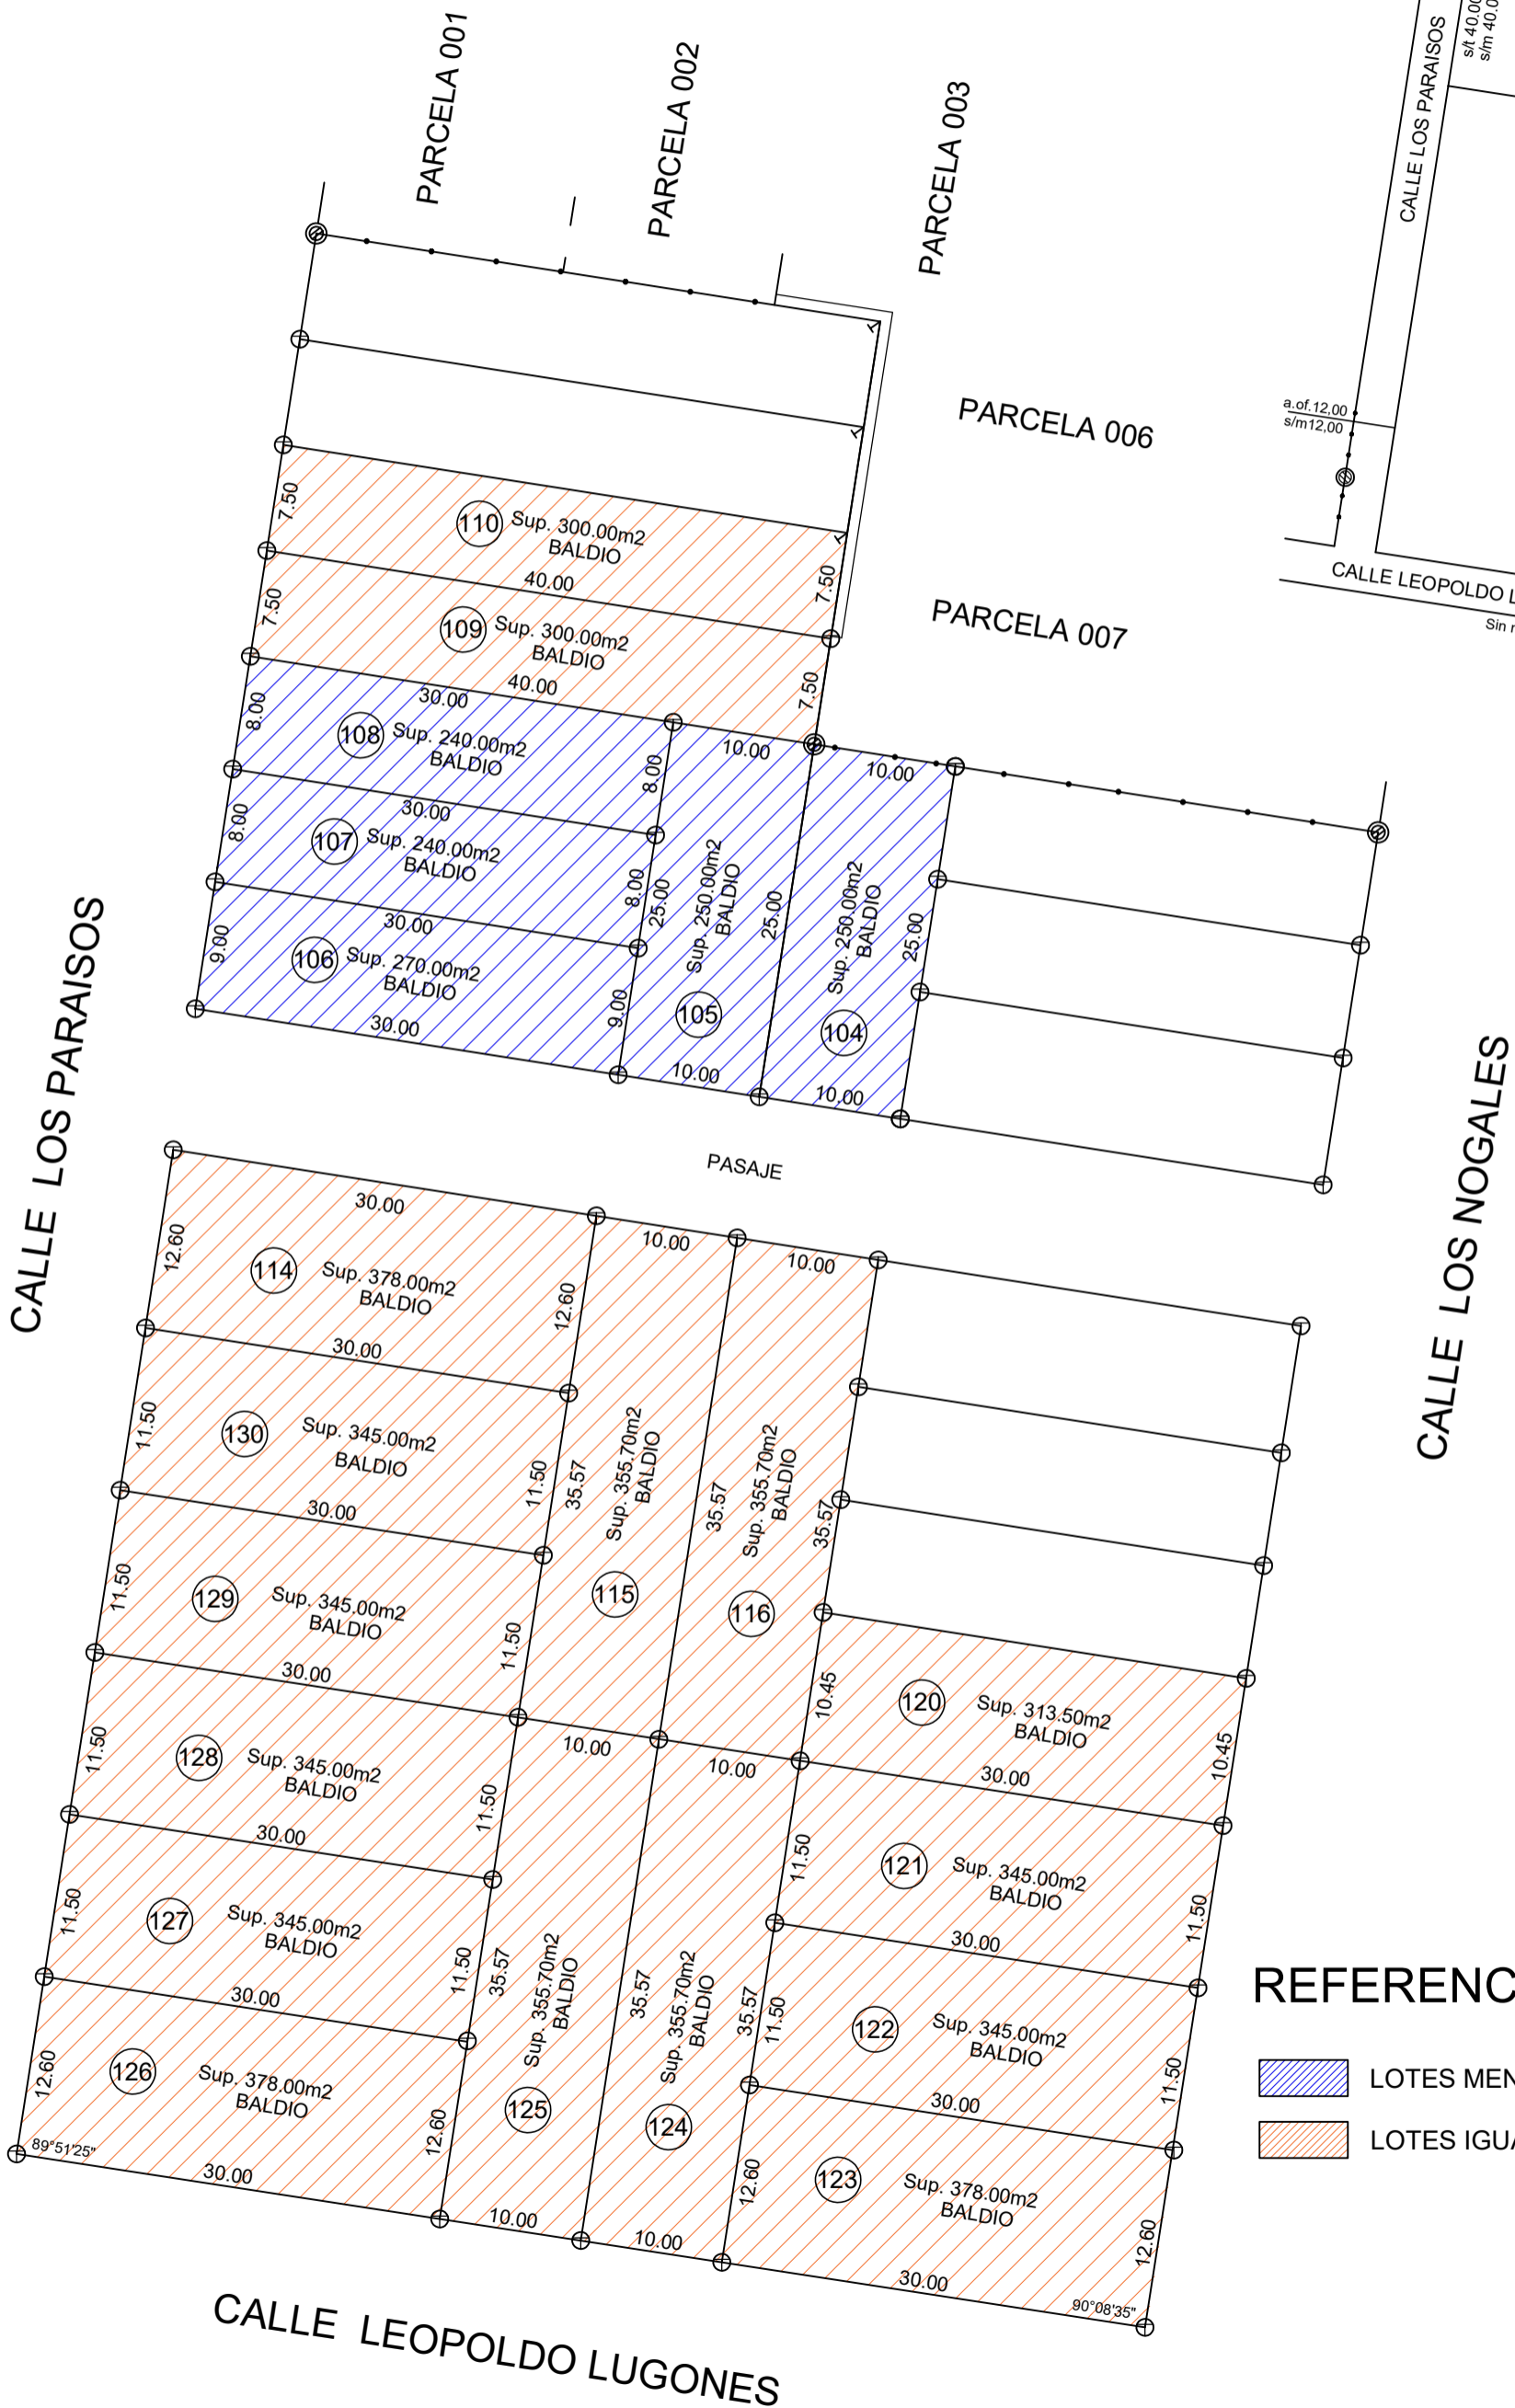 PARCELA 001
PARCELA 002
PARCELA 003
CALLE LOS PARAISOS
s/t 40.00
s/m 40.0
PARCELA 006
a.of.12,00
s/m12,00
CALLE LEOPOLDO L
Sin r
PARCELA 007
7.50
110
Sup. 300.00m2
BALDIO
40.00
7.50
7.50
109
Sup. 300.00m2
BALDIO
40.00
7.50
30.00
8.00
108
Sup. 240.00m2
BALDIO
8.00
10.00
10.00
30.00
8.00
107
Sup. 240.00m2
BALDIO
8.00
25.00
Sup. 250.00m2
BALDIO
105
25.00
Sup. 250.00m2
BALDIO
104
25.00
30.00
9.00
106
Sup. 270.00m2
BALDIO
9.00
30.00
10.00
10.00
CALLE LOS PARAISOS
PASAJE
CALLE LOS NOGALES
30.00
10.00
10.00
12.60
114
Sup. 378.00m2
BALDIO
12.60
30.00
11.50
130
Sup. 345.00m2
BALDIO
11.50
35.57
Sup. 355.70m2
BALDIO
115
35.57
Sup. 355.70m2
BALDIO
116
35.57
30.00
11.50
129
Sup. 345.00m2
BALDIO
11.50
30.00
10.00
10.00
10.45
120
Sup. 313.50m2
BALDIO
10.45
30.00
11.50
128
Sup. 345.00m2
BALDIO
11.50
30.00
11.50
121
Sup. 345.00m2
BALDIO
11.50
30.00
11.50
127
Sup. 345.00m2
BALDIO
11.50
35.57
Sup. 355.70m2
BALDIO
125
35.57
Sup. 355.70m2
BALDIO
124
35.57
11.50
122
Sup. 345.00m2
BALDIO
11.50
30.00
30.00
12.60
126
Sup. 378.00m2
BALDIO
12.60
89°51'25"
30.00
10.00
10.00
12.60
123
Sup. 378.00m2
BALDIO
12.60
30.00
90°08'35"
REFERENC
LOTES MEN
LOTES IGUA
CALLE LEOPOLDO LUGONES